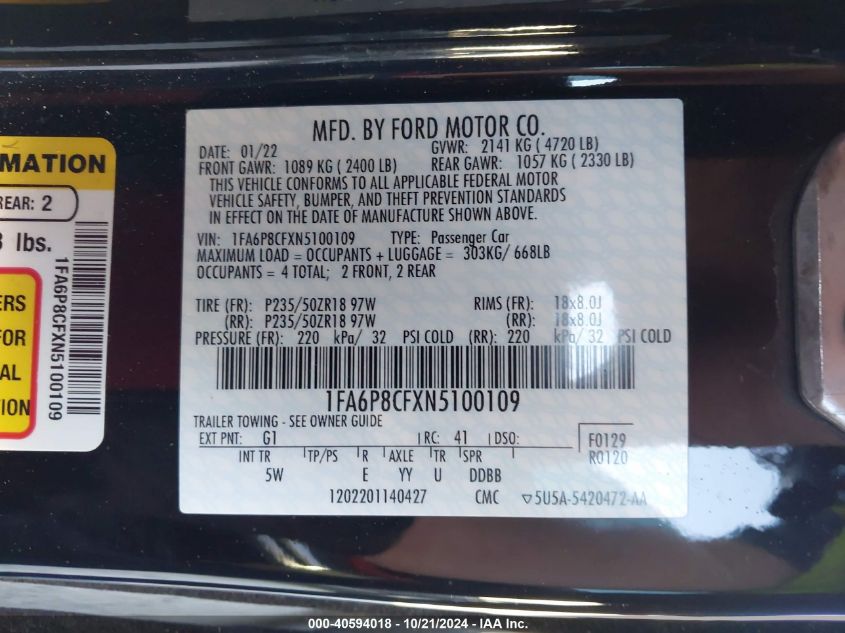 MATION
REAR: 2
lbs.
ERS
FOR
AL
1FA6P8CFXN5100109
MFD. BY FORD MOTOR CO.
DATE: 01/22 GVWR: 2141 KG ( 4720 LB)
FRONT GAWR: 1089 KG ( 2400 LB) REAR GAWR: 1057 KG ( 2330 LB)
THIS VEHICLE CONFORMS TO ALL APPLICABLE FEDERAL MOTOR
VEHICLE SAFETY, BUMPER, AND THEFT PREVENTION STANDARDS
IN EFFECT ON THE DATE OF MANUFACTURE SHOWN ABOVE.
VIN: 1FA6P8CFXN5100109 TYPE: Passenger Car
MAXIMUM LOAD = OCCUPANTS + LUGGAGE = 303KG/ 668LB
OCCUPANTS = 4 TOTAL; 2 FRONT, 2 REAR
TIRE (FR): P235/50ZR18 97W RIMS (FR): 18x8.0J
(RR): P235/50ZR18 97W (RR): 18x8.0J
PRESSURE (FR): 220 kPa/ 32 PSI COLD (RR): 220 kPa/ 32 PSI COLD
1FA6P8CFXN5100109
TRAILER TOWING - SEE OWNER GUIDE
EXT PNT: G1 RC: 41 DSO: F0129
INT TR TP/PS R AXLE TR SPR R0120
5W E YY U DDBB
1202201140427 CMC ▽5U5A-5420472-AA
000-40594018 - 10/21/2024 - IAA Inc.